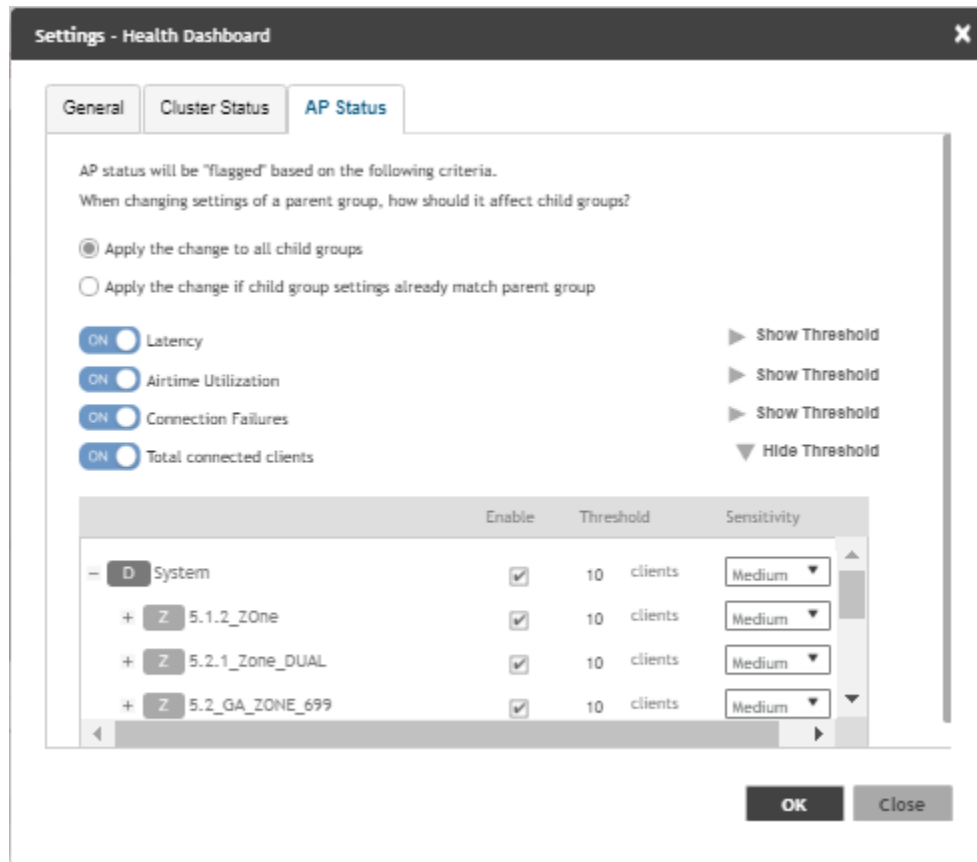 Settings - Health Dashboard
General Cluster Status AP Status
AP status will be "flagged" based on the following criteria.
When changing settings of a parent group, how should it affect child groups?
Apply the change to all child groups
Apply the change if child group settings already match parent group
ON Latency Show Threshold
ON Airtime Utilization Show Threshold
ON Connection Failures Show Threshold
ON Total connected clients Hide Threshold
Enable Threshold Sensitivity
D System 10 clients Medium
Z 5.1.2_ZOne 10 clients Medium
Z 5.2.1_Zone_DUAL 10 clients Medium
Z 5.2_GA_ZONE_699 10 clients Medium
OK Close